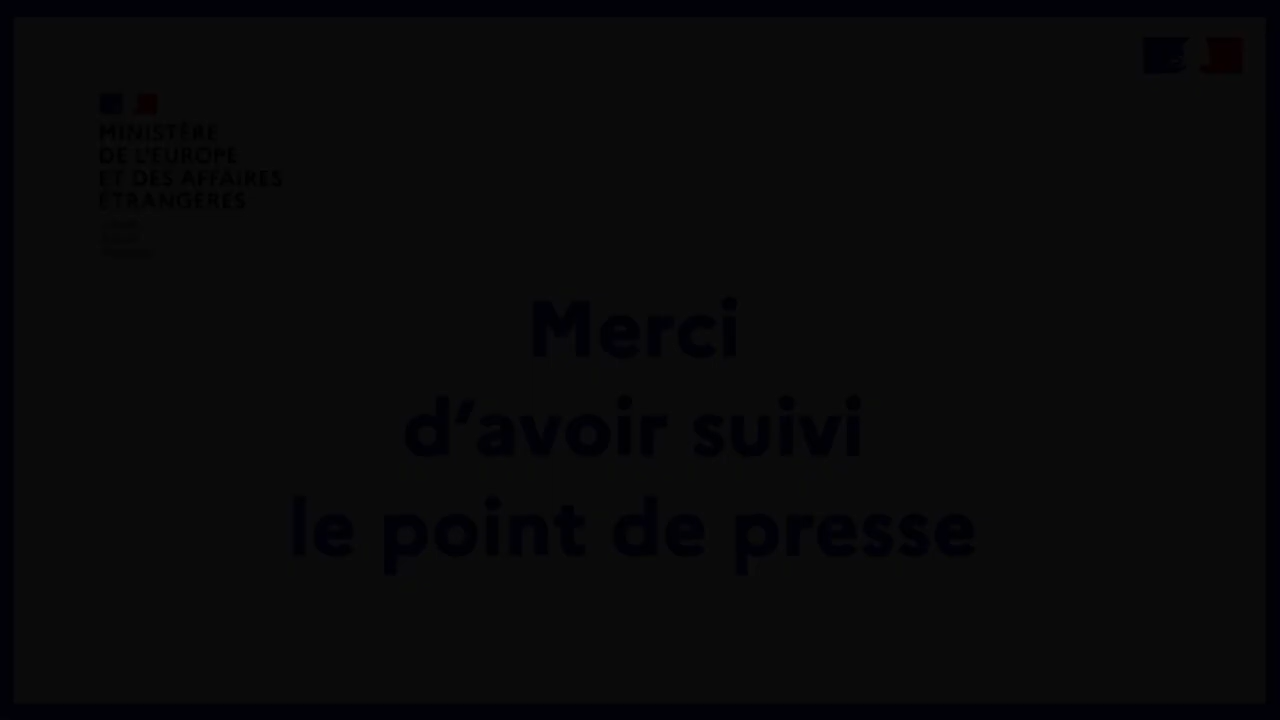 MINISTÈRE
DE L'EUROPE
ET DES AFFAIRES
ÉTRANGÈRES
Merci
d'avoir suivi
le point de presse